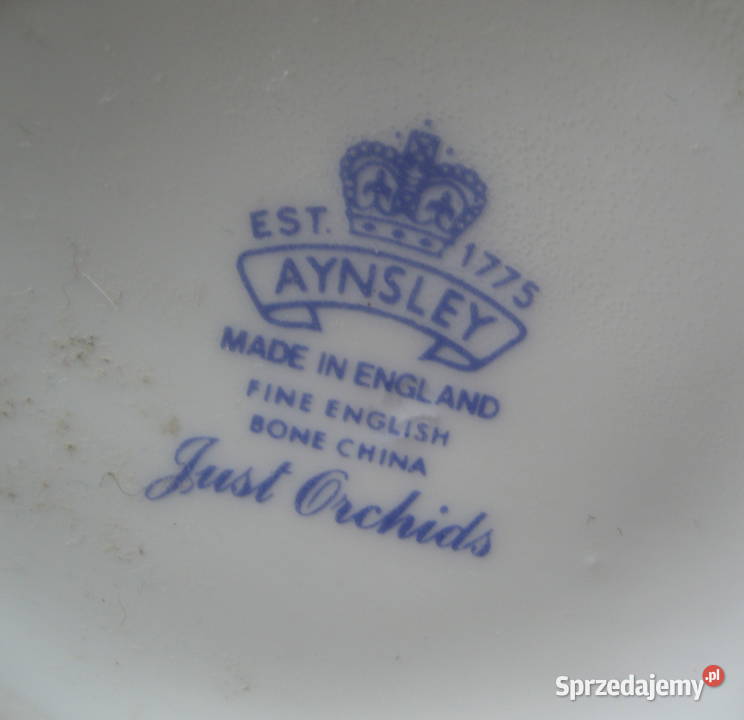 EST. 1775
AYNSLEY
MADE IN ENGLAND
FINE ENGLISH
BONE CHINA
Just Orchids
Sprzedajemy.pl